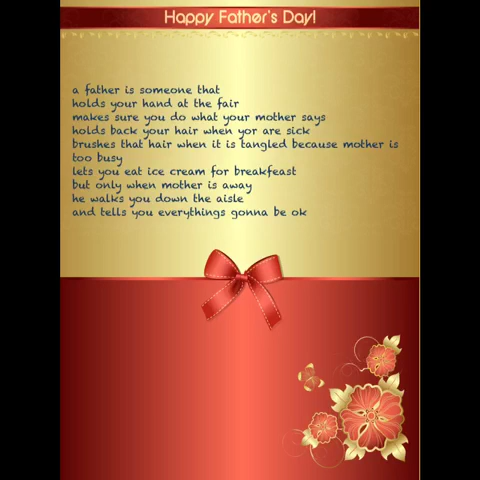 Happy Father's Day!
a father is someone that
holds your hand at the fair
makes sure you do what your mother says
holds back your hair when yor are sick
brushes that hair when it is tangled because mother is
too busy
lets you eat ice cream for breakfeast
but only when mother is away
he walks you down the aisle
and tells you everythings gonna be ok